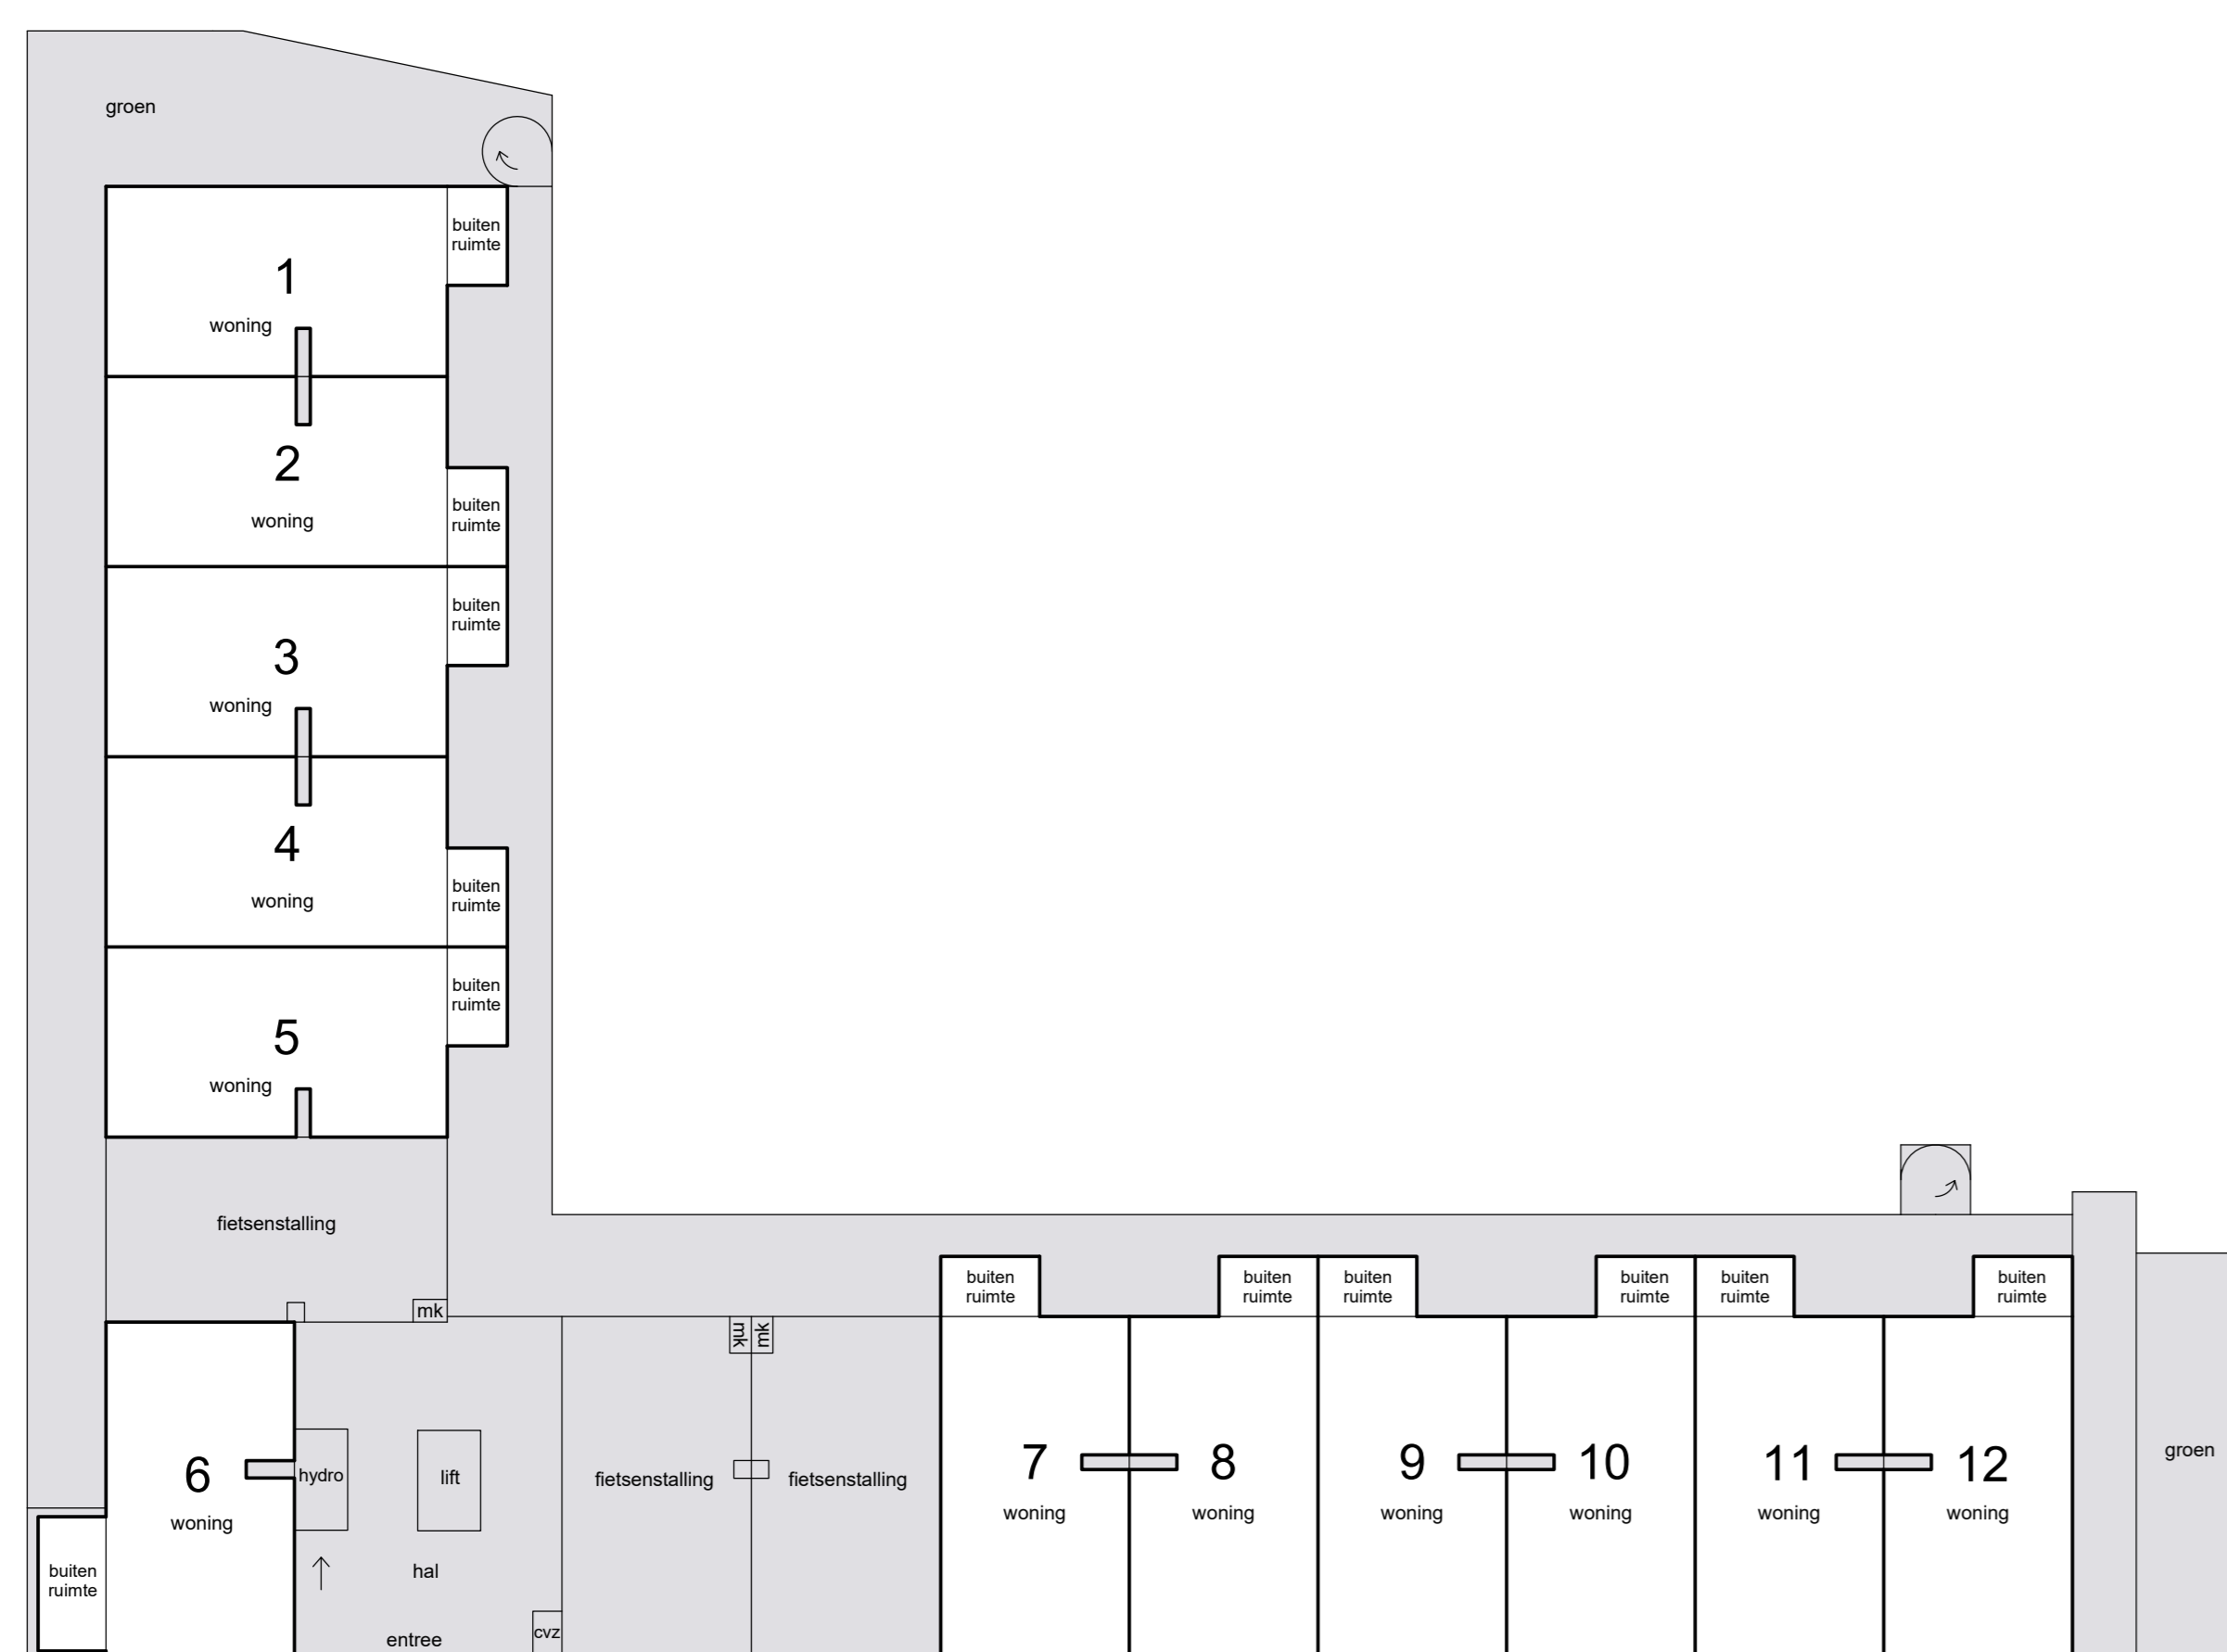 groen
buiten
ruimte
1
woning
2
buiten
ruimte
woning
buiten
ruimte
3
woning
4
buiten
ruimte
woning
buiten
ruimte
5
woning
fietsenstalling
mk
mk
mk
buiten
ruimte
buiten
ruimte
buiten
ruimte
buiten
ruimte
buiten
ruimte
buiten
ruimte
6
woning
hydro
lift
fietsenstalling
fietsenstalling
7
woning
8
woning
9
woning
10
woning
11
woning
12
woning
groen
buiten
ruimte
hal
entree
cvz